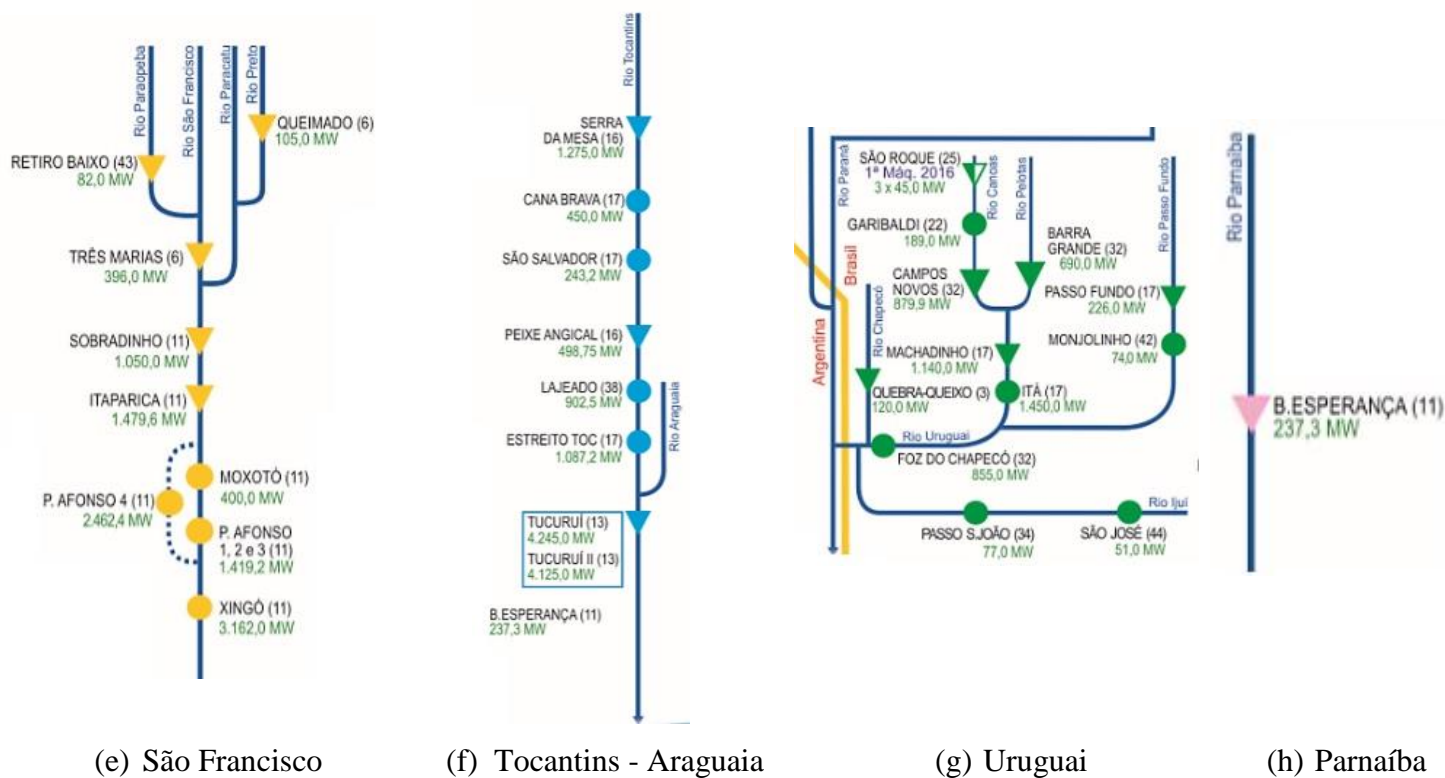 Rio Paraopeba
Rio São Francisco
Rio Paracatu
Rio Preto
QUEIMADO (6)
105,0 MW
RETIRO BAIXO (43)
82,0 MW
TRÊS MARIAS (6)
396,0 MW
SOBRADINHO (11)
1.050,0 MW
ITAPARICA (11)
1.479,6 MW
MOXOTÓ (11)
400,0 MW
P. AFONSO 4 (11)
2.462,4 MW
P. AFONSO
1, 2 e 3 (11)
1.419,2 MW
XINGÓ (11)
3.162,0 MW
(e) São Francisco
Rio Tocantins
SERRA
DA MESA (16)
1.275,0 MW
CANA BRAVA (17)
450,0 MW
SÃO SALVADOR (17)
243,2 MW
PEIXE ANGICAL (16)
498,75 MW
LAJEADO (38)
902,5 MW
Rio Araguaia
ESTREITO TOC (17)
1.087,2 MW
TUCURUÍ (13)
4.245,0 MW
TUCURUÍ II (13)
4.125,0 MW
B.ESPERANÇA (11)
237,3 MW
(f) Tocantins - Araguaia
Rio Paraná
SÃO ROQUE (25)
1ª Máq. 2016
3 x 45,0 MW
Rio Canoas
Rio Pelotas
Rio Passo Fundo
GARIBALDI (22)
189,0 MW
BARRA
GRANDE (32)
690,0 MW
Brasil
Argentina
CAMPOS
NOVOS (32)
879,9 MW
PASSO FUNDO (17)
226,0 MW
Rio Chapecó
MACHADINHO (17)
1.140,0 MW
MONJOLINHO (42)
74,0 MW
QUEBRA-QUEIXO (3)
120,0 MW
ITÁ (17)
1.450,0 MW
Rio Uruguai
FOZ DO CHAPECÓ (32)
855,0 MW
Rio Ijuí
PASSO S.JOÃO (34)
77,0 MW
SÃO JOSÉ (44)
51,0 MW
(g) Uruguai
Rio Parnaíba
B.ESPERANÇA (11)
237,3 MW
(h) Parnaíba